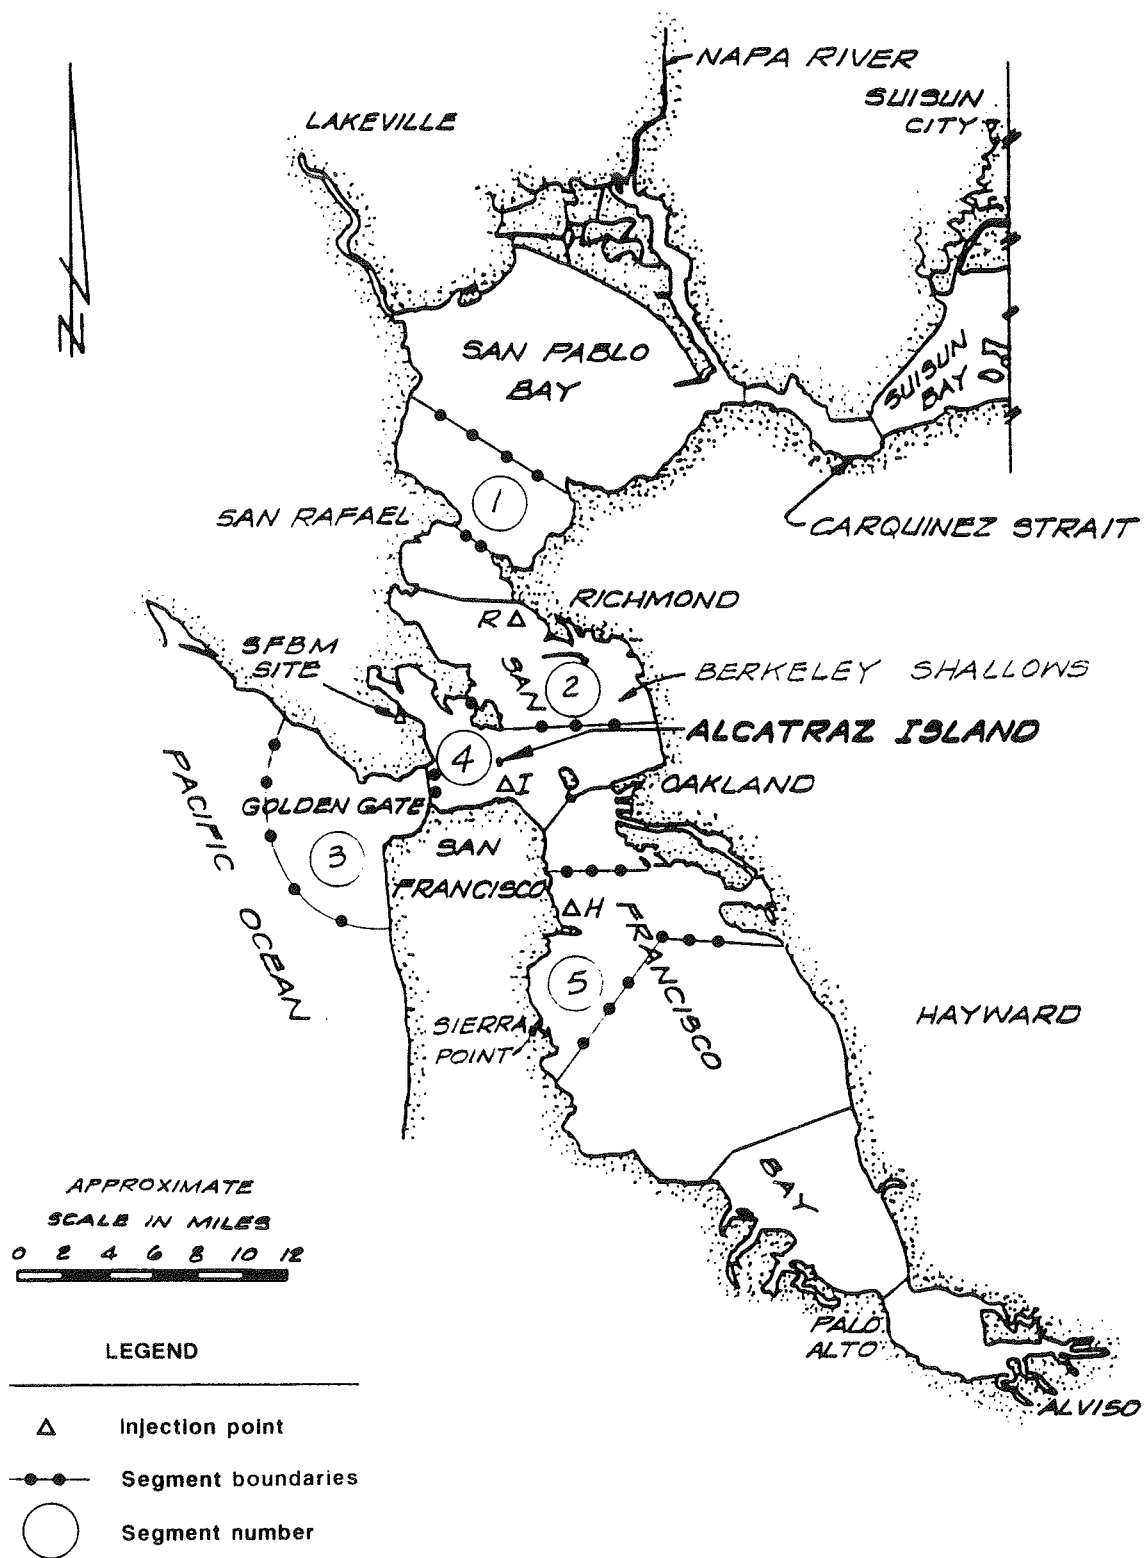 NAPA RIVER
SUISUN
CITY
LAKEVILLE
N
SAN PABLO
BAY
SUISUN
BAY
1
SAN RAFAEL
CARQUINEZ STRAIT
RICHMOND
R
SFBM
SITE
SAN
2
BERKELEY SHALLOWS
ALCATRAZ ISLAND
4
I
OAKLAND
PACIFIC
OCEAN
GOLDEN GATE
3
SAN
FRANCISCO
H
FRANCISCO
5
HAYWARD
SIERRA
POINT
BAY
APPROXIMATE
SCALE IN MILES
0 2 4 6 8 10 12
PALO
ALTO
ALVISO
LEGEND
Injection point
Segment boundaries
Segment number